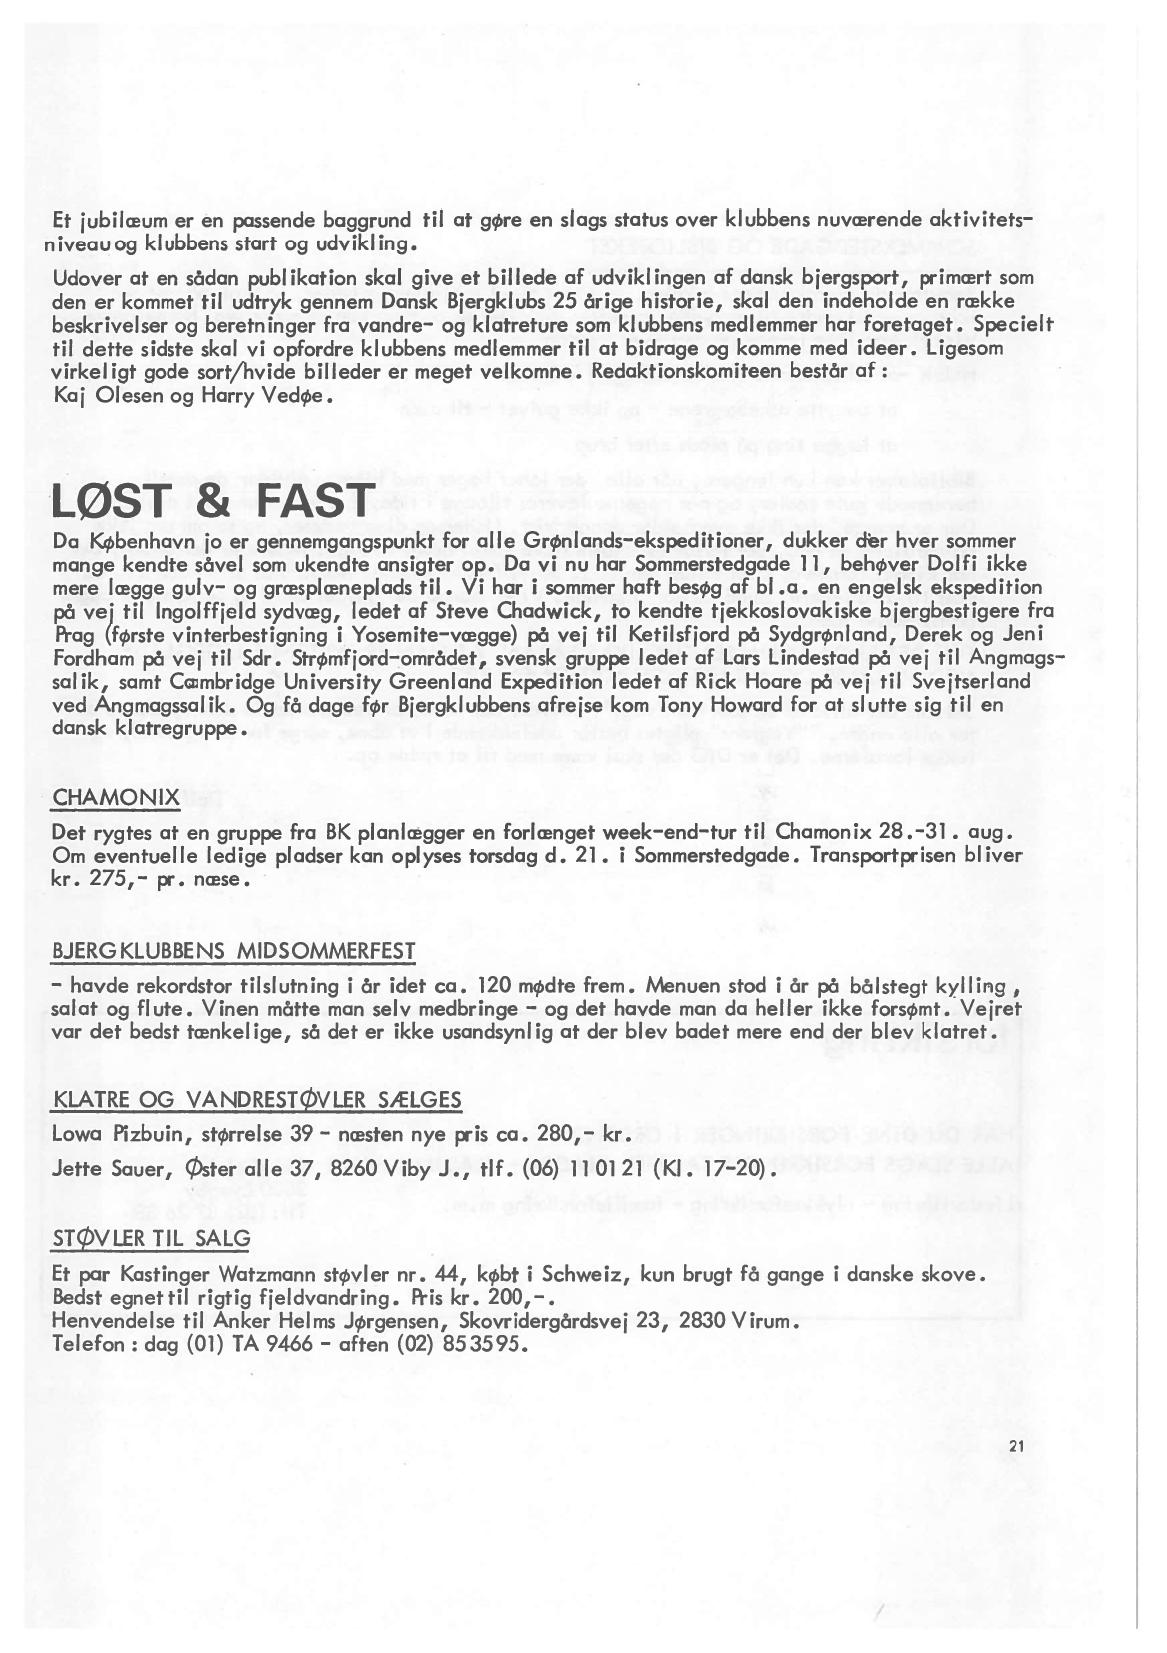 Et jubilæum er en passende baggrund til at gøre en slags status over klubbens nuværende aktivitets-
niveau og klubbens start og udvikling.
Udover at en sådan publikation skal give et billede af udviklingen af dansk bjergsport, primært som
den er kommet til udtryk gennem Dansk Bjergklubs 25 årige historie, skal den indeholde en række
beskrivelser og beretninger fra vandre- og klatreture som klubbens medlemmer har foretaget. Specielt
til dette sidste skal vi opfordre klubbens medlemmer til at bidrage og komme med ideer. Ligesom
virkeligt gode sort/hvide billeder er meget velkomne. Redaktionskomiteen består af :
Kaj Olesen og Harry Vedøe.
LØST & FAST
Da København jo er gennemgangspunkt for alle Grønlands-ekspeditioner, dukker der hver sommer
mange kendte såvel som ukendte ansigter op. Da vi nu har Sommerstedgade 11, behøver Dolfi ikke
mere lægge gulv- og græsplæneplads til. Vi har i sommer haft besøg af bl.a. en engelsk ekspedition
på vej til Ingolffjeld sydvæg, ledet af Steve Chadwick, to kendte tjekkoslovakiske bjergbestigere fra
Prag (første vinterbestigning i Yosemite-vægge) på vej til Ketilsfjord på Sydgrønland, Derek og Jeni
Fordham på vej til Sdr. Strømfjord-området, svensk gruppe ledet af Lars Lindestad på vej til Angmags-
salik, samt Cambridge University Greenland Expedition ledet af Rick Hoare på vej til Svejtserland
ved Angmagssalik. Og få dage før Bjergklubbens afrejse kom Tony Howard for at slutte sig til en
dansk klatregruppe.
CHAMONIX
Det rygtes at en gruppe fra BK planlægger en forlænget week-end-tur til Chamonix 28.-31. aug.
Om eventuelle ledige pladser kan oplyses torsdag d. 21. i Sommerstedgade. Transportprisen bliver
kr. 275,- pr. næse.
BJERGKLUBBENS MIDSOMMERFEST
- havde rekordstor tilslutning i år idet ca. 120 mødte frem. Menuen stod i år på bålstegt kylling ,
salat og flute. Vinen måtte man selv medbringe - og det havde man da heller ikke forsømt. Vejret
var det bedst tænkelige, så det er ikke usandsynlig at der blev badet mere end der blev klatret.
KLATRE OG VANDRESTØVLER SÆLGES
Lowa Pizbuin, størrelse 39 - næsten nye pris ca. 280,- kr.
Jette Sauer, Øster alle 37, 8260 Viby J., tlf. (06) 11 01 21 (Kl. 17-20).
STØVLER TIL SALG
Et par Kastinger Watzmann støvler nr. 44, købt i Schweiz, kun brugt få gange i danske skove.
Bedst egnet til rigtig fjeldvandring. Pris kr. 200,-.
Henvendelse til Anker Helms Jørgensen, Skovridergårdsvej 23, 2830 Virum.
Telefon : dag (01) TA 9466 - aften (02) 85 35 95.
21